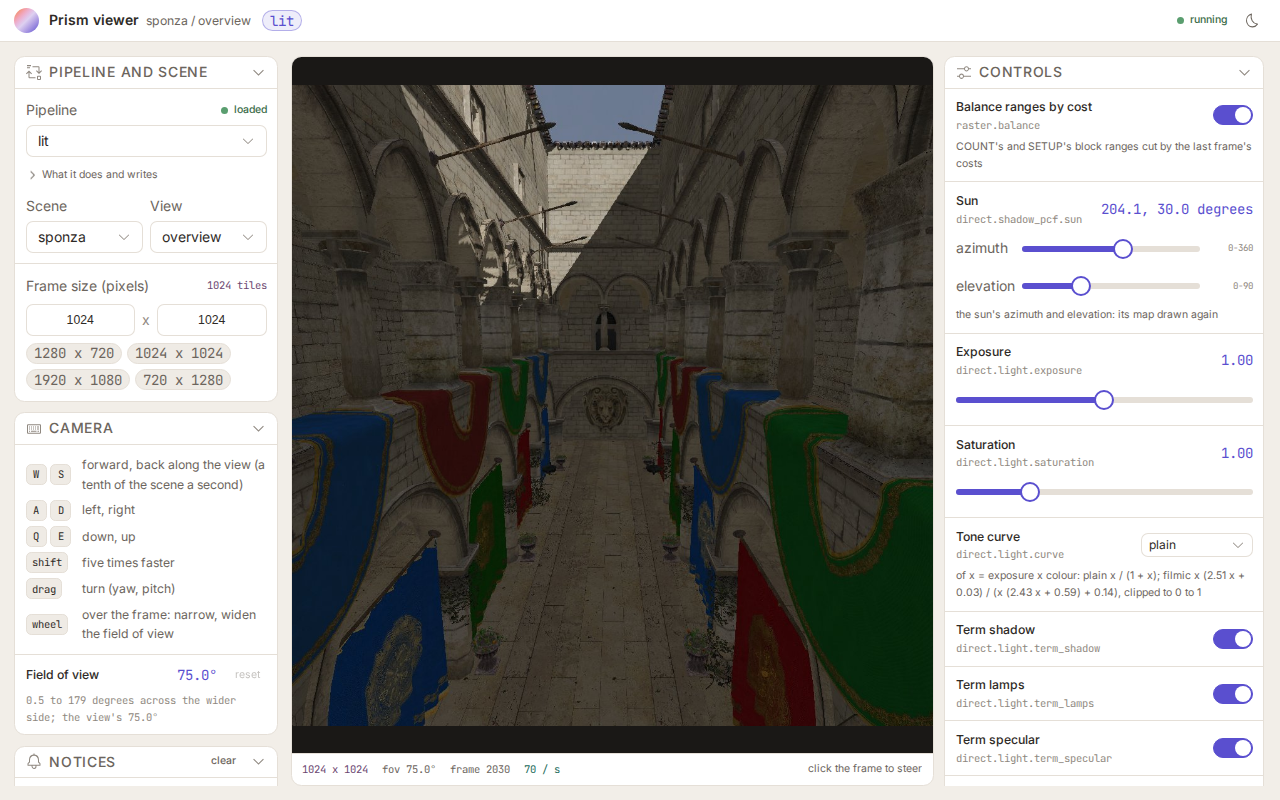 Prism viewer sponza / overview lit
running
PIPELINE AND SCENE
Pipeline
loaded
lit
What it does and writes
Scene
View
sponza
overview
Frame size (pixels)
1024 tiles
1024 x 1024
1280 x 720
1024 x 1024
1920 x 1080
720 x 1280
CAMERA
W S forward, back along the view (a
tenth of the scene a second)
A D left, right
Q E down, up
shift five times faster
drag turn (yaw, pitch)
wheel over the frame: narrow, widen
the field of view
Field of view 75.0° reset
0.5 to 179 degrees across the wider
side; the view's 75.0°
NOTICES clear
1024 x 1024 fov 75.0° frame 2030 70 / s
click the frame to steer
CONTROLS
Balance ranges by cost
raster.balance
COUNT's and SETUP's block ranges cut by the last frame's
costs
Sun
direct.shadow_pcf.sun
204.1, 30.0 degrees
azimuth
0-360
elevation
0-90
the sun's azimuth and elevation: its map drawn again
Exposure
direct.light.exposure
1.00
Saturation
direct.light.saturation
1.00
Tone curve
direct.light.curve
plain
of x = exposure x colour: plain x / (1 + x); filmic x (2.51 x +
0.03) / (x (2.43 x + 0.59) + 0.14), clipped to 0 to 1
Term shadow
direct.light.term_shadow
Term lamps
direct.light.term_lamps
Term specular
direct.light.term_specular